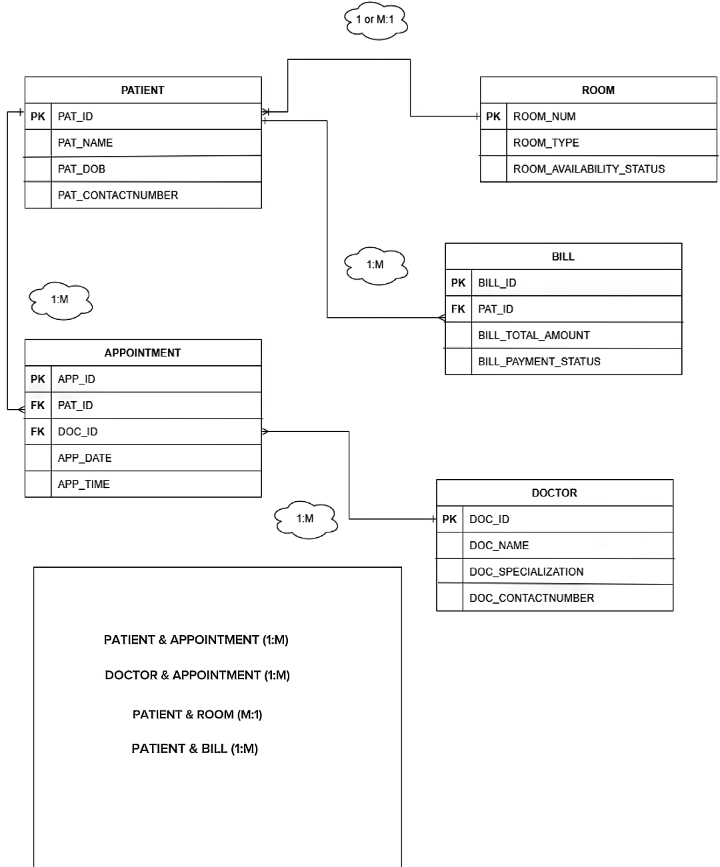 1 or M:1
PATIENT
PK PAT_ID
PAT_NAME
PAT_DOB
PAT_CONTACTNUMBER
ROOM
PK ROOM_NUM
ROOM_TYPE
ROOM_AVAILABILITY_STATUS
1:M
BILL
PK BILL_ID
FK PAT_ID
BILL_TOTAL_AMOUNT
BILL_PAYMENT_STATUS
1:M
APPOINTMENT
PK APP_ID
FK PAT_ID
FK DOC_ID
APP_DATE
APP_TIME
1:M
DOCTOR
PK DOC_ID
DOC_NAME
DOC_SPECIALIZATION
DOC_CONTACTNUMBER
PATIENT & APPOINTMENT (1:M)
DOCTOR & APPOINTMENT (1:M)
PATIENT & ROOM (M:1)
PATIENT & BILL (1:M)